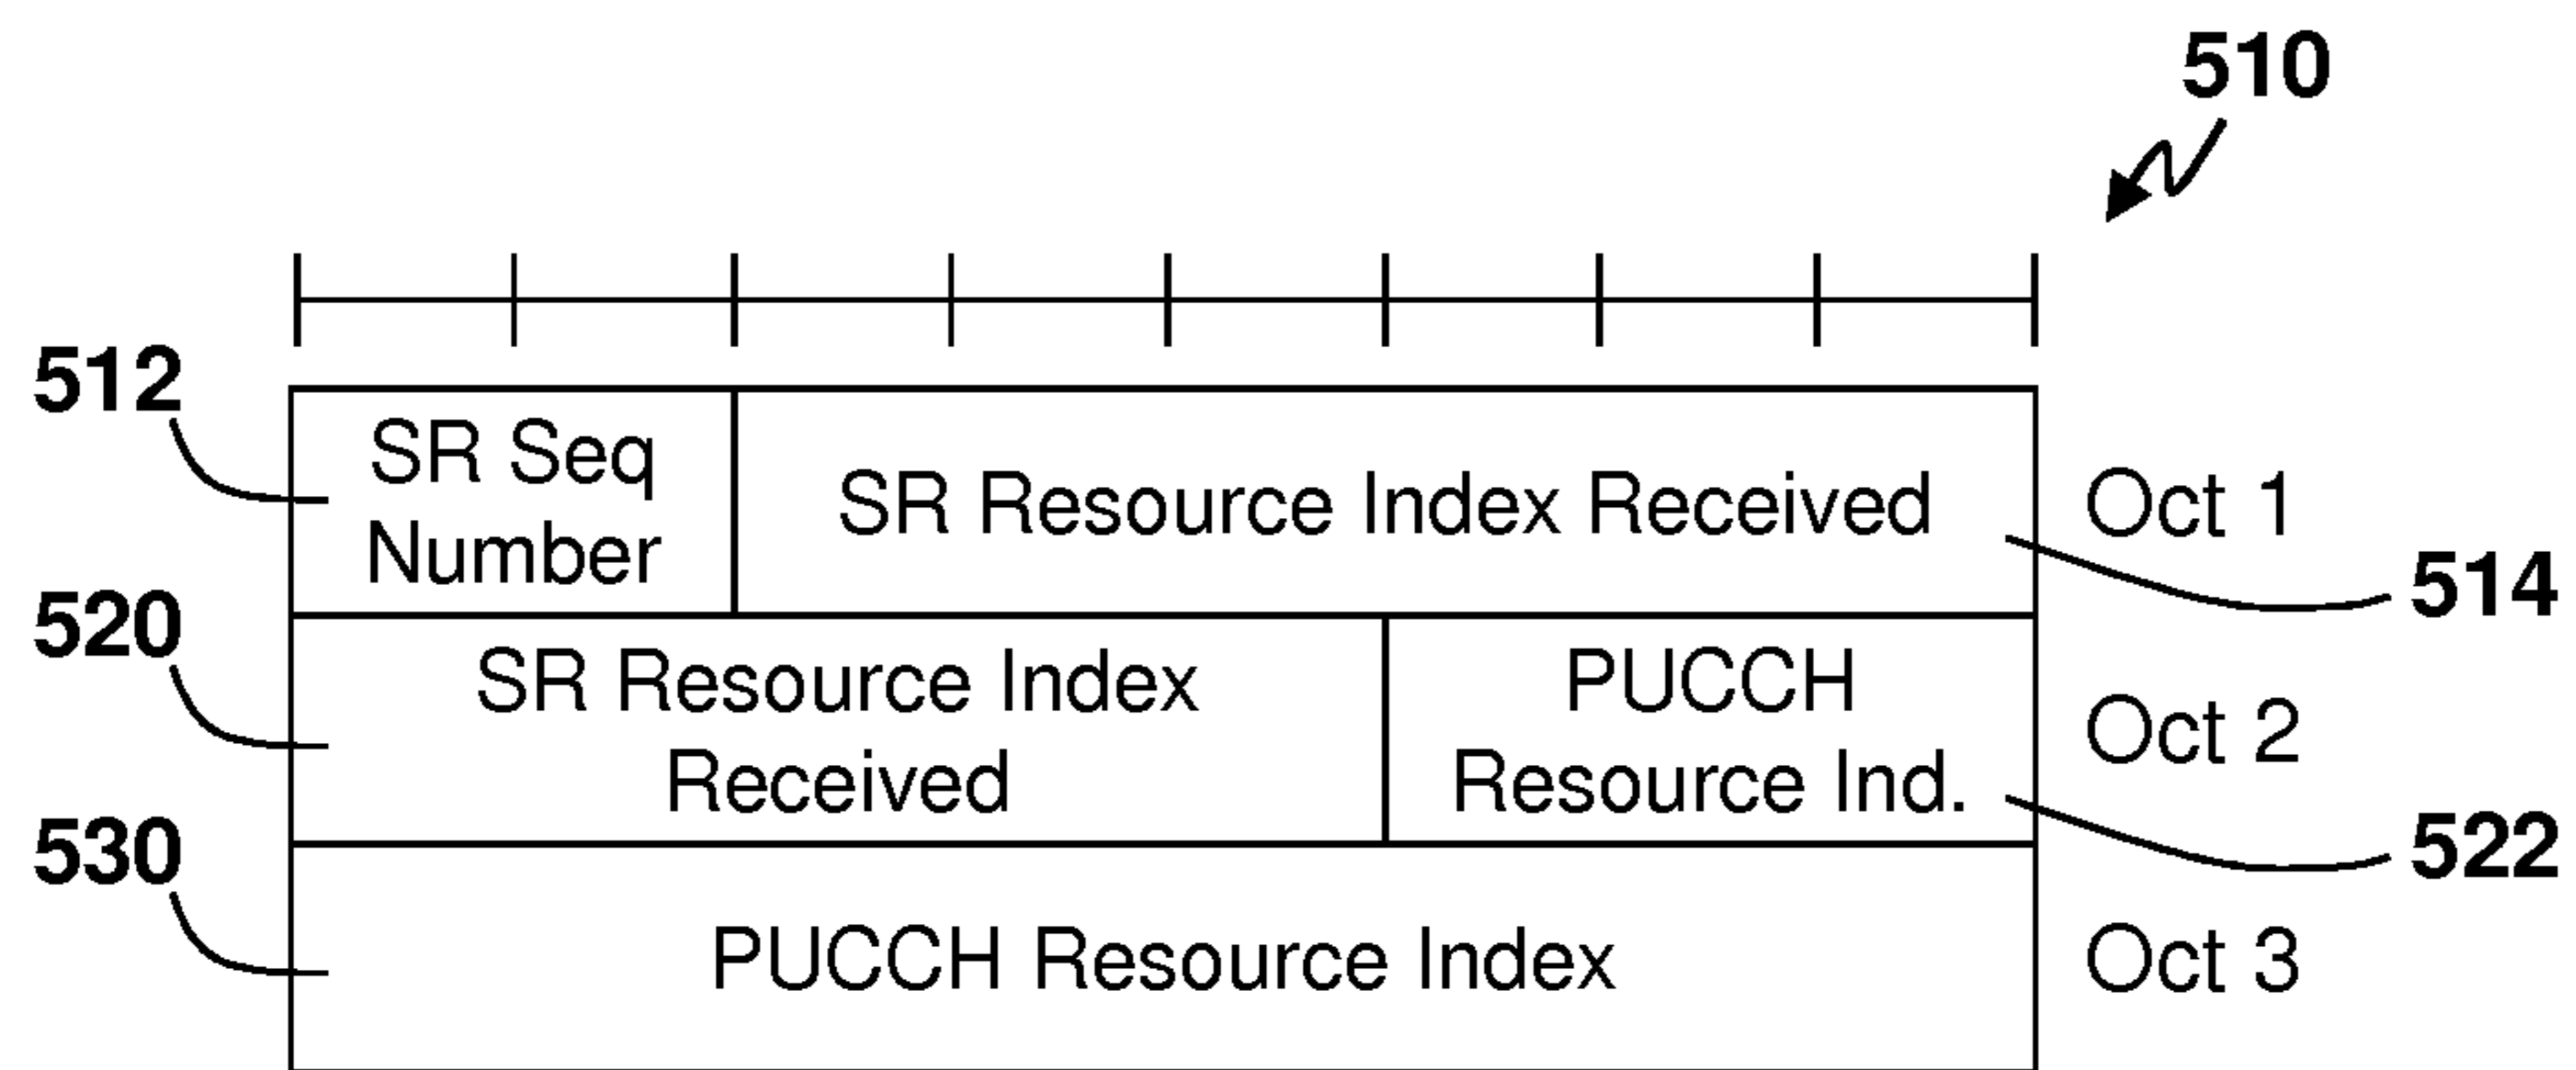 510
512
SR Seq
Number
SR Resource Index Received
Oct 1
514
520
SR Resource Index
Received
PUCCH
Resource Ind.
Oct 2
522
530
PUCCH Resource Index
Oct 3